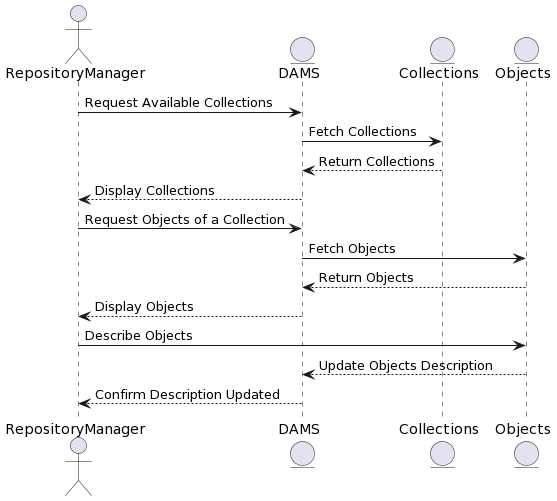 RepositoryManager DAMS Collections Objects
Request Available Collections
Fetch Collections
Return Collections
Display Collections
Request Objects of a Collection
Fetch Objects
Return Objects
Display Objects
Describe Objects
Update Objects Description
Confirm Description Updated
RepositoryManager DAMS Collections Objects